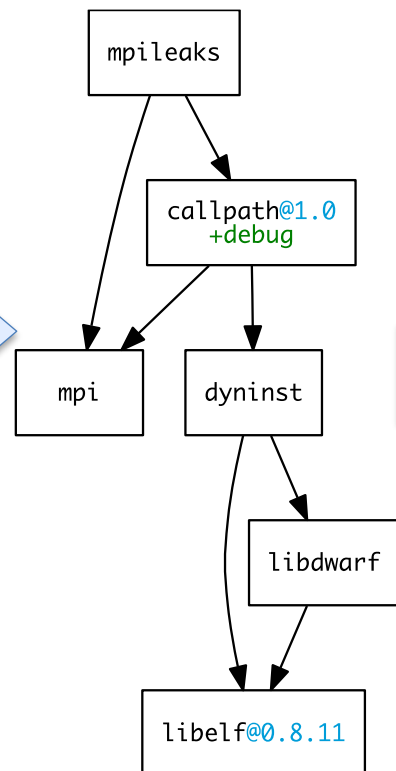 mpileaks
callpath@1.0
+debug
mpi
dyninst
libdwarf
libelf@0.8.11